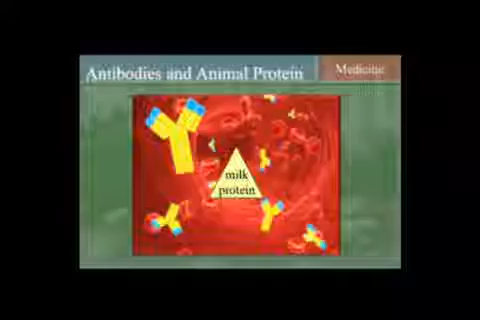 Antibodies and Animal Protein
Medicine
milk
protein